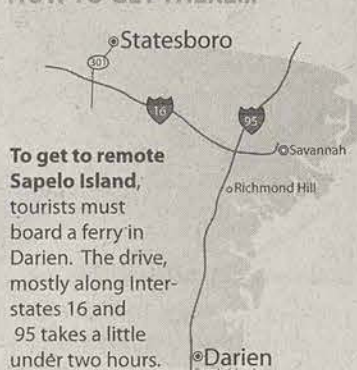 Statesboro
301
16
95
Savannah
Richmond Hill
To get to remote
Sapelo Island,
tourists must
board a ferry in
Darien. The drive,
mostly along Inter-
states 16 and
95 takes a little
under two hours.
Darien